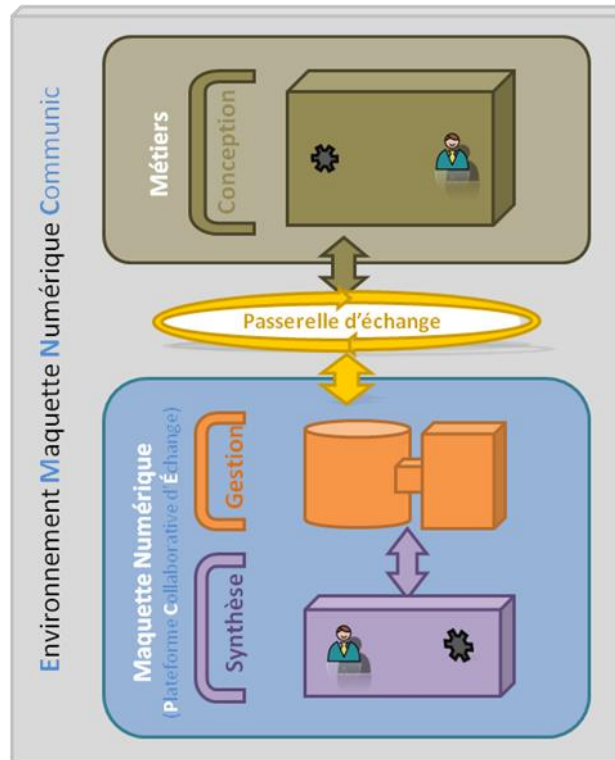 Environnement Maquette Numérique Communic
Métiers
Conception
Passerelle d'échange
Maquette Numérique
(Plateforme Collaborative d'Échange)
Gestion
Synthèse